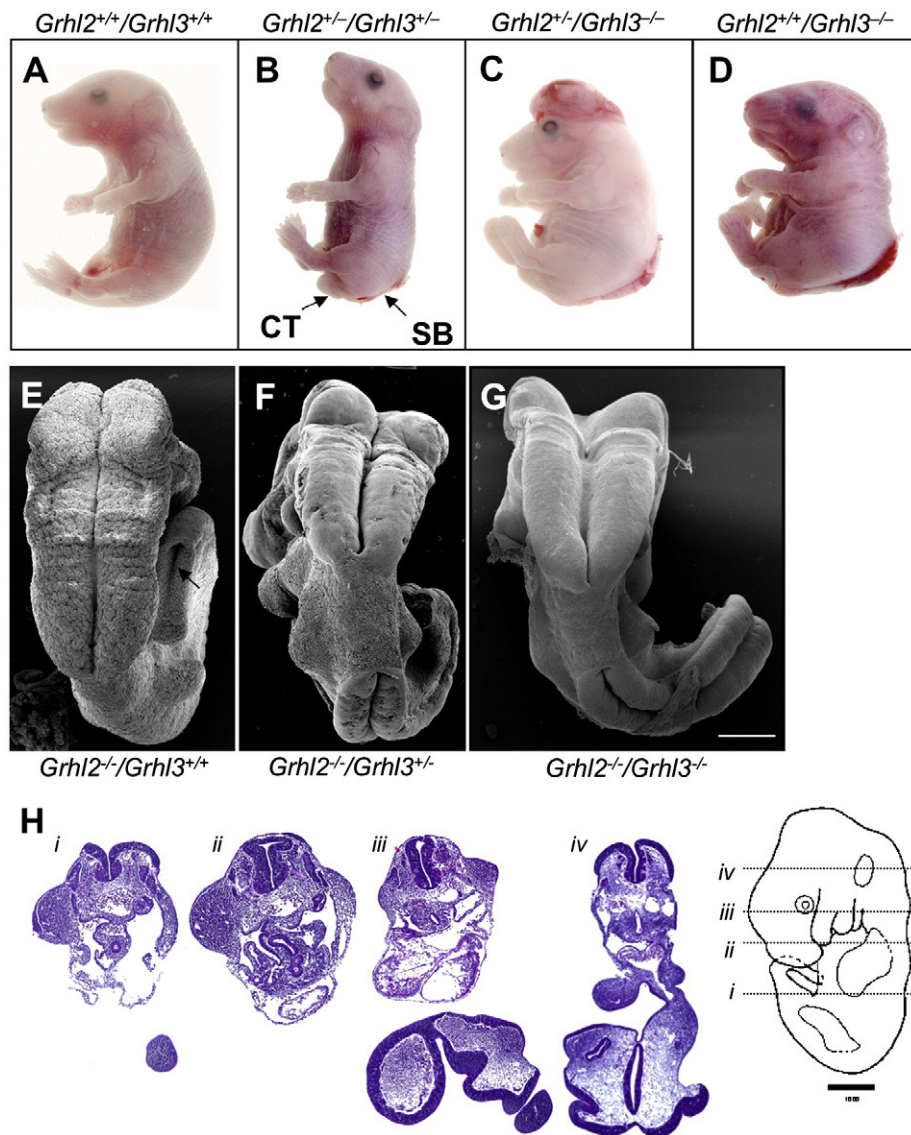 Grhl2+/+/Grhl3+/+ Grhl2+/-/Grhl3+/- Grhl2+/-/Grhl3-/- Grhl2+/+/Grhl3–/–
A B C D
CT SB
E F G
Grhl2-/-/Grhl3+/+ Grhl2-/-/Grhl3+/- Grhl2-/-/Grhl3-/-
H
i ii iii iv
iv
iii
ii
i